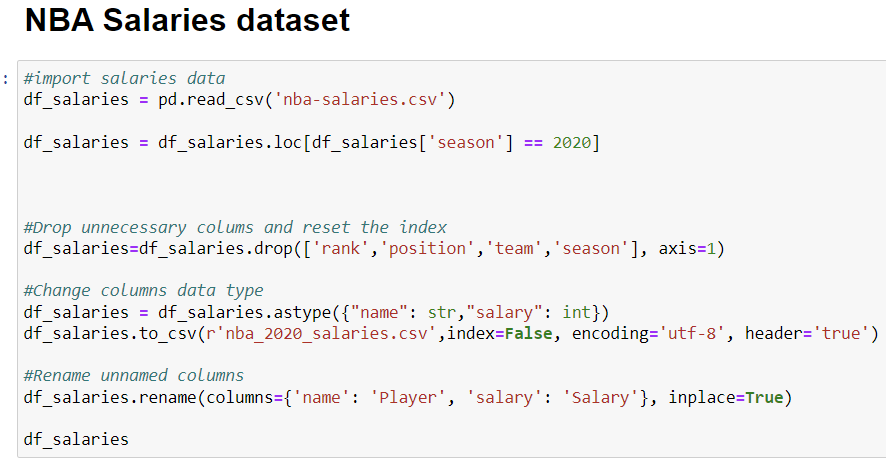 NBA Salaries dataset
:
#import salaries data
df_salaries = pd.read_csv('nba-salaries.csv')
df_salaries = df_salaries.loc[df_salaries['season'] == 2020]
#Drop unnecessary colums and reset the index
df_salaries=df_salaries.drop(['rank','position','team','season'], axis=1)
#Change columns data type
df_salaries = df_salaries.astype({"name": str,"salary": int})
df_salaries.to_csv(r'nba_2020_salaries.csv',index=False, encoding='utf-8', header='true')
#Rename unnamed columns
df_salaries.rename(columns={'name': 'Player', 'salary': 'Salary'}, inplace=True)
df_salaries